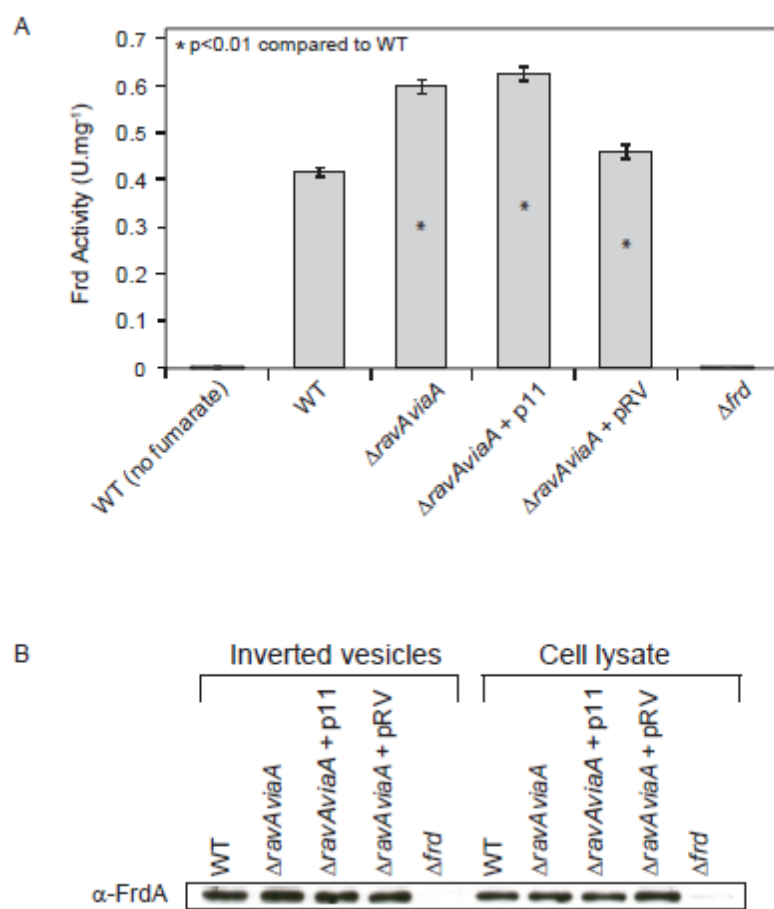 A
* p<0.01 compared to WT
Frd Activity (U.mg⁻¹)
0.7
0.6
0.5
0.4
0.3
0.2
0.1
0
*
*
*
WT (no fumarate)
WT
ΔravAviaA
ΔravAviaA + p11
ΔravAviaA + pRV
Δfrd
B
Inverted vesicles
Cell lysate
WT
ΔravAviaA
ΔravAviaA + p11
ΔravAviaA + pRV
Δfrd
WT
ΔravAviaA
ΔravAviaA + p11
ΔravAviaA + pRV
Δfrd
α-FrdA